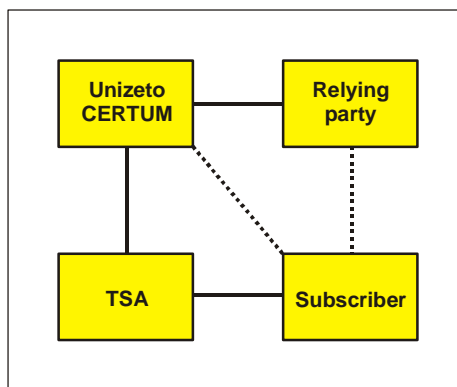 Unizeto
CERTUM
Relying
party
TSA
Subscriber